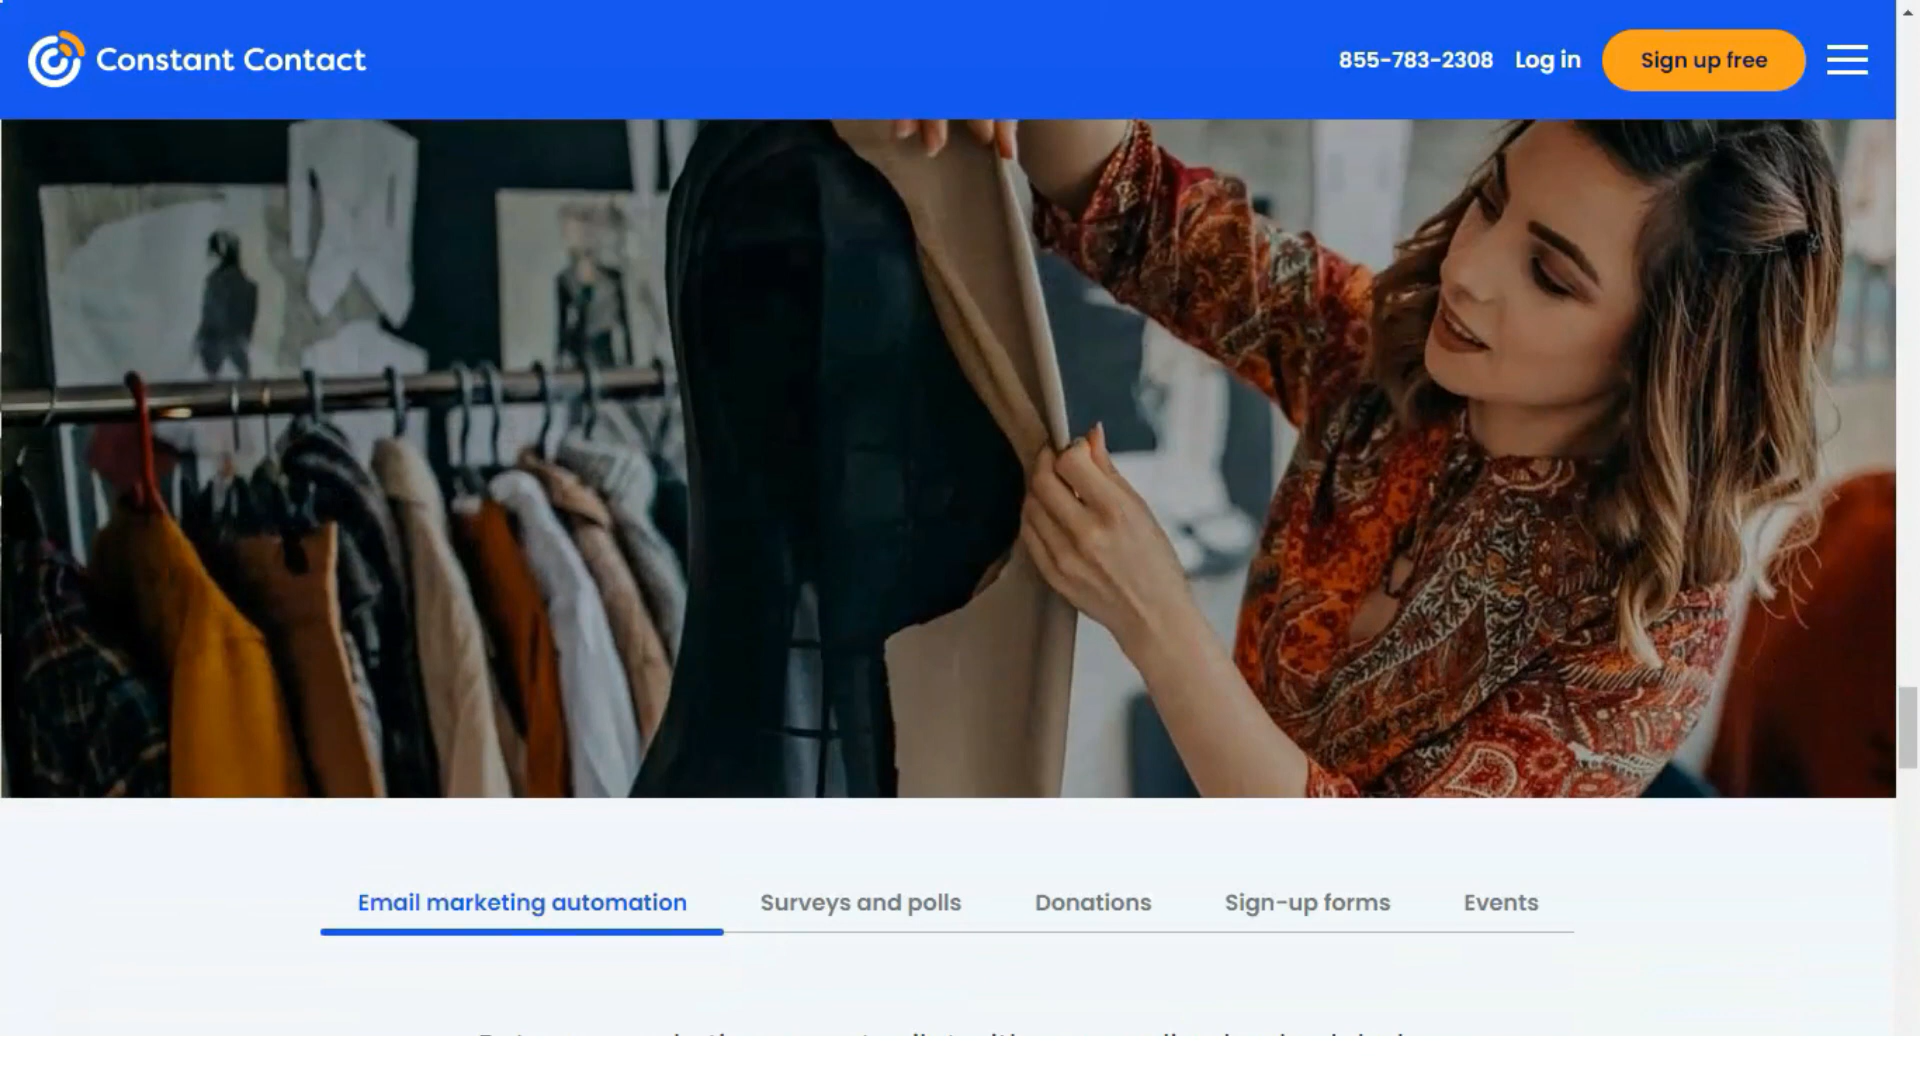 Constant Contact
855-783-2308 Log in Sign up free
Email marketing automation Surveys and polls Donations Sign-up forms Events